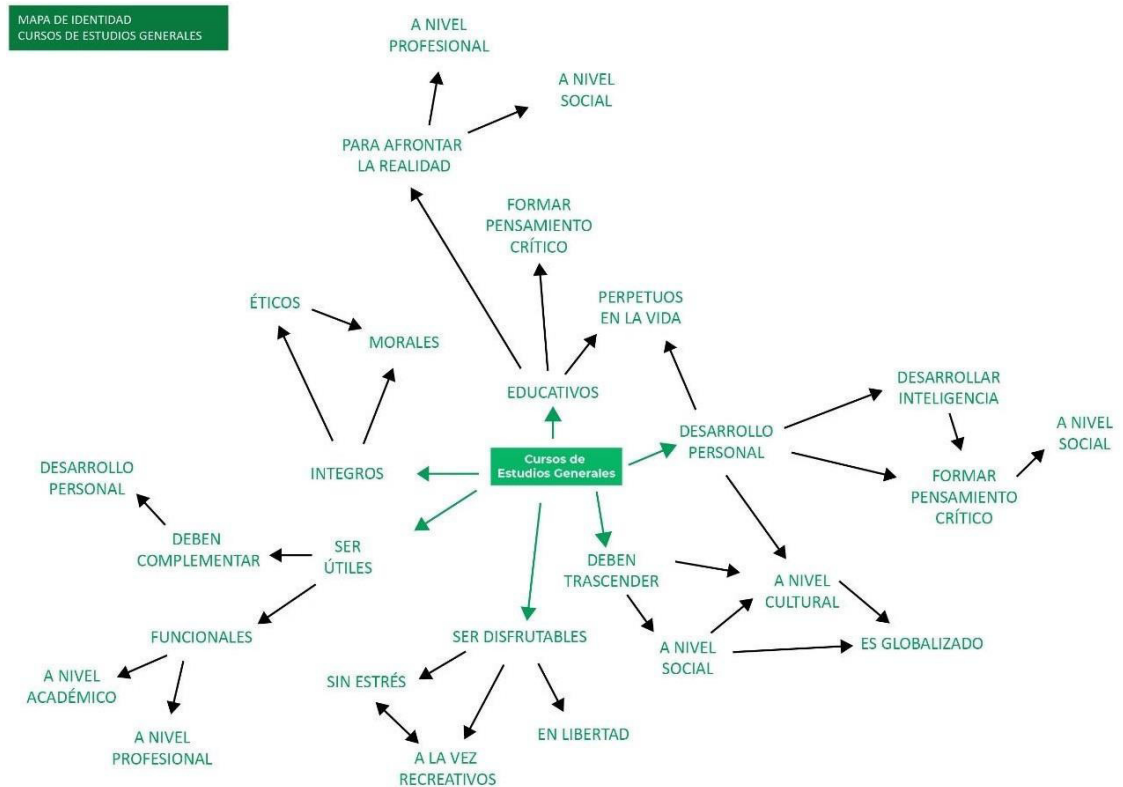 MAPA DE IDENTIDAD
CURSOS DE ESTUDIOS GENERALES
A NIVEL
PROFESIONAL
A NIVEL
SOCIAL
PARA AFRONTAR
LA REALIDAD
FORMAR
PENSAMIENTO
CRÍTICO
ÉTICOS
MORALES
PERPETUOS
EN LA VIDA
EDUCATIVOS
DESARROLLAR
INTELIGENCIA
A NIVEL
SOCIAL
DESARROLLO
PERSONAL
Cursos de
Estudios Generales
INTEGROS
FORMAR
PENSAMIENTO
CRÍTICO
DESARROLLO
PERSONAL
DEBEN
COMPLEMENTAR
SER
ÚTILES
DEBEN
TRASCENDER
A NIVEL
CULTURAL
FUNCIONALES
SER DISFRUTABLES
A NIVEL
SOCIAL
ES GLOBALIZADO
A NIVEL
ACADÉMICO
SIN ESTRÉS
EN LIBERTAD
A NIVEL
PROFESIONAL
A LA VEZ
RECREATIVOS